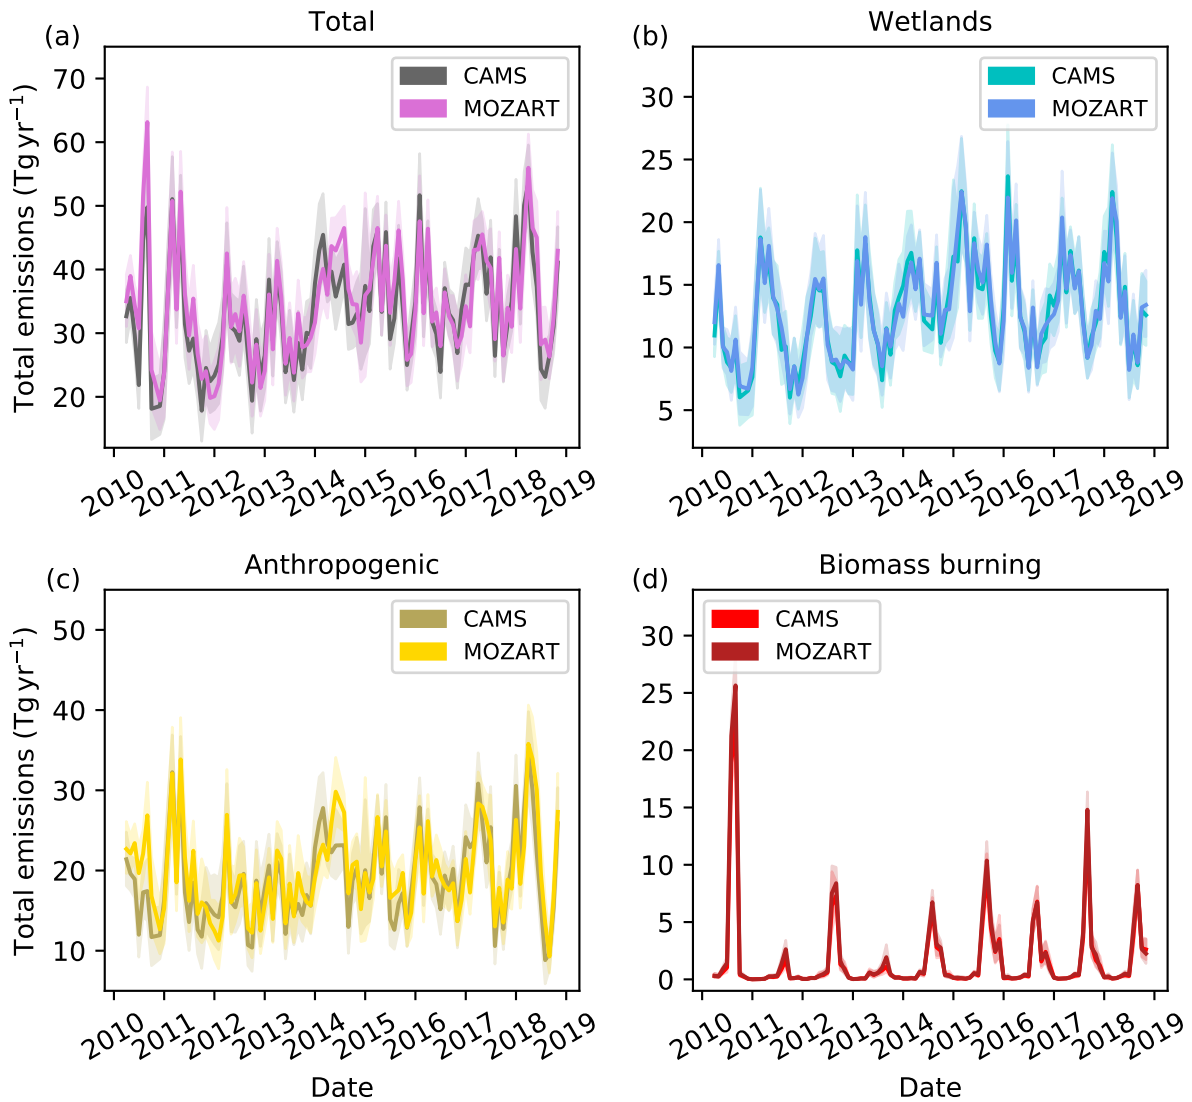 (a) Total
70
60
50
40
30
20
Total emissions (Tg yr⁻¹)
CAMS
MOZART
2010 2011 2012 2013 2014 2015 2016 2017 2018 2019
(b) Wetlands
30
25
20
15
10
5
CAMS
MOZART
2010 2011 2012 2013 2014 2015 2016 2017 2018 2019
(c) Anthropogenic
50
40
30
20
10
Total emissions (Tg yr⁻¹)
CAMS
MOZART
2010 2011 2012 2013 2014 2015 2016 2017 2018 2019
Date
(d) Biomass burning
30
25
20
15
10
5
0
CAMS
MOZART
2010 2011 2012 2013 2014 2015 2016 2017 2018 2019
Date